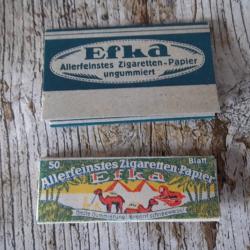 Efka
Allerfeinstes Zigaretten-Papier
ungummiert
50 Blatt
Allerfeinstes Zigaretten-Papier
Efka